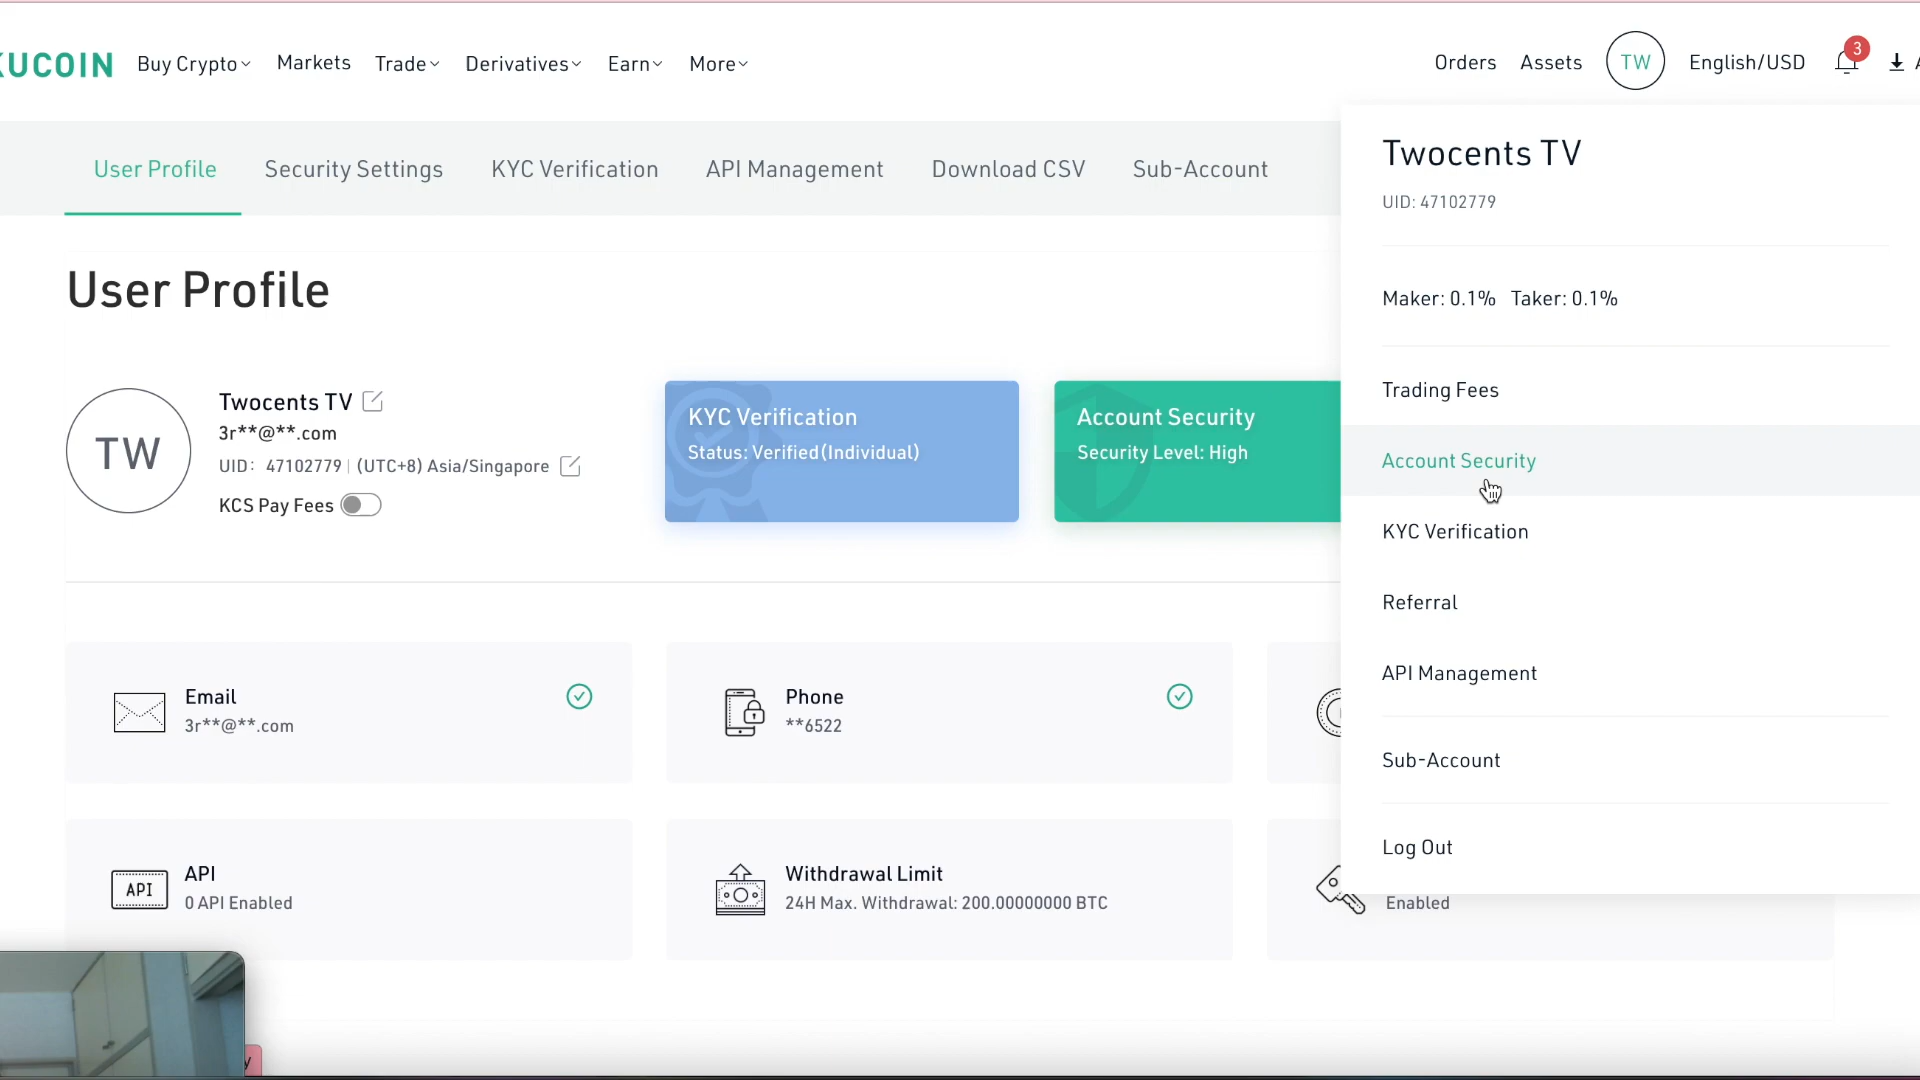 KUCOIN Buy Crypto Markets Trade Derivatives Earn More Orders Assets TW English/USD 3
User Profile Security Settings KYC Verification API Management Download CSV Sub-Account
User Profile
TW
Twocents TV
3r**@**.com
UID: 47102779 | (UTC+8) Asia/Singapore
KCS Pay Fees
KYC Verification
Status: Verified(Individual)
Account Security
Security Level: High
Email
3r**@**.com
Phone
**6522
API
API
0 API Enabled
Withdrawal Limit
24H Max. Withdrawal: 200.00000000 BTC
Enabled
Twocents TV
UID: 47102779
Maker: 0.1% Taker: 0.1%
Trading Fees
Account Security
KYC Verification
Referral
API Management
Sub-Account
Log Out